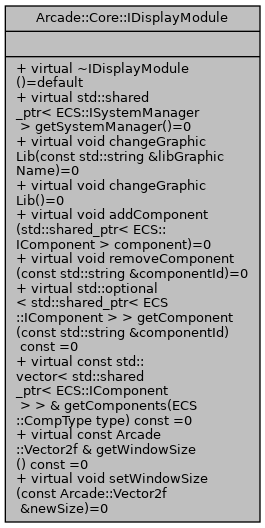 Arcade::Core::IDisplayModule
+ virtual ~IDisplayModule
()=default
+ virtual std::shared
_ptr< ECS::ISystemManager
 > getSystemManager()=0
+ virtual void changeGraphic
Lib(const std::string &libGraphic
Name)=0
+ virtual void changeGraphic
Lib()=0
+ virtual void addComponent
(std::shared_ptr< ECS::
IComponent > component)=0
+ virtual void removeComponent
(const std::string &componentId)=0
+ virtual std::optional
< std::shared_ptr< ECS
::IComponent > > getComponent
(const std::string &componentId)
 const =0
+ virtual const std::
vector< std::shared
_ptr< ECS::IComponent
 > > & getComponents(ECS
::CompType type) const =0
+ virtual const Arcade
::Vector2f & getWindowSize
() const =0
+ virtual void setWindowSize
(const Arcade::Vector2f
 &newSize)=0